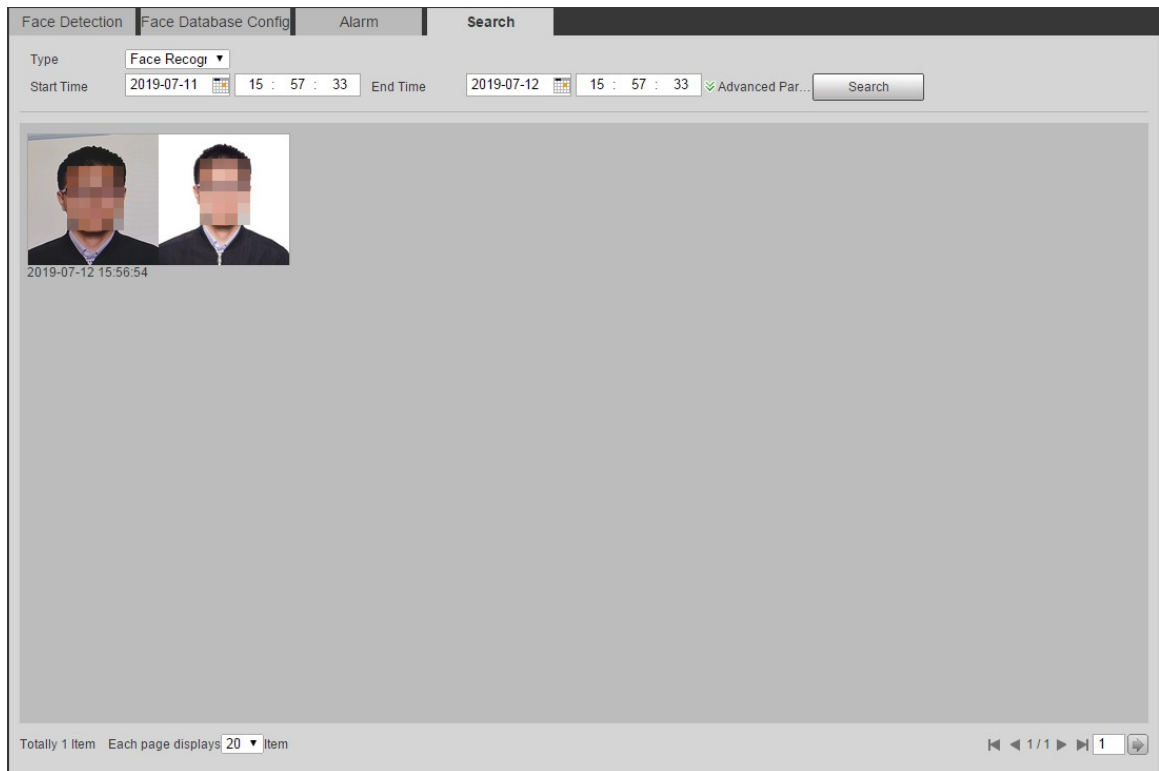 Face Detection Face Database Config Alarm Search
Type Face Recogr
Start Time 2019-07-11 15 : 57 : 33 End Time 2019-07-12 15 : 57 : 33 Advanced Par... Search
2019-07-12 15:56:54
Totally 1 Item Each page displays 20 Item 1 / 1 1